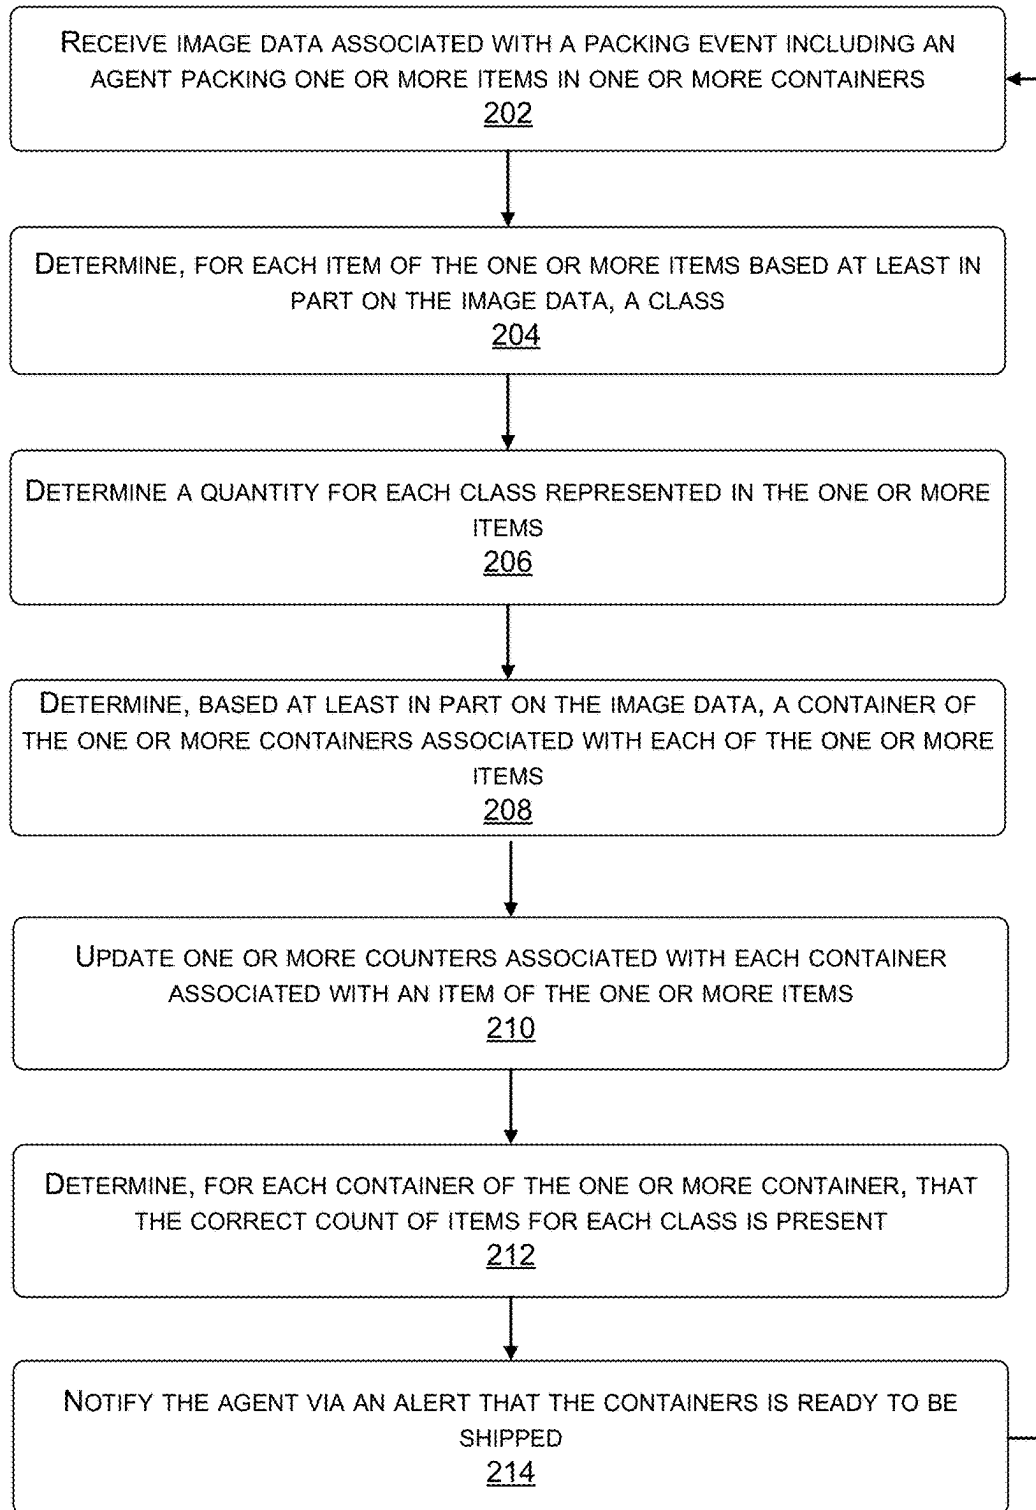 RECEIVE IMAGE DATA ASSOCIATED WITH A PACKING EVENT INCLUDING AN
AGENT PACKING ONE OR MORE ITEMS IN ONE OR MORE CONTAINERS
202
DETERMINE, FOR EACH ITEM OF THE ONE OR MORE ITEMS BASED AT LEAST IN
PART ON THE IMAGE DATA, A CLASS
204
DETERMINE A QUANTITY FOR EACH CLASS REPRESENTED IN THE ONE OR MORE
ITEMS
206
DETERMINE, BASED AT LEAST IN PART ON THE IMAGE DATA, A CONTAINER OF
THE ONE OR MORE CONTAINERS ASSOCIATED WITH EACH OF THE ONE OR MORE
ITEMS
208
UPDATE ONE OR MORE COUNTERS ASSOCIATED WITH EACH CONTAINER
ASSOCIATED WITH AN ITEM OF THE ONE OR MORE ITEMS
210
DETERMINE, FOR EACH CONTAINER OF THE ONE OR MORE CONTAINER, THAT
THE CORRECT COUNT OF ITEMS FOR EACH CLASS IS PRESENT
212
NOTIFY THE AGENT VIA AN ALERT THAT THE CONTAINERS IS READY TO BE
SHIPPED
214